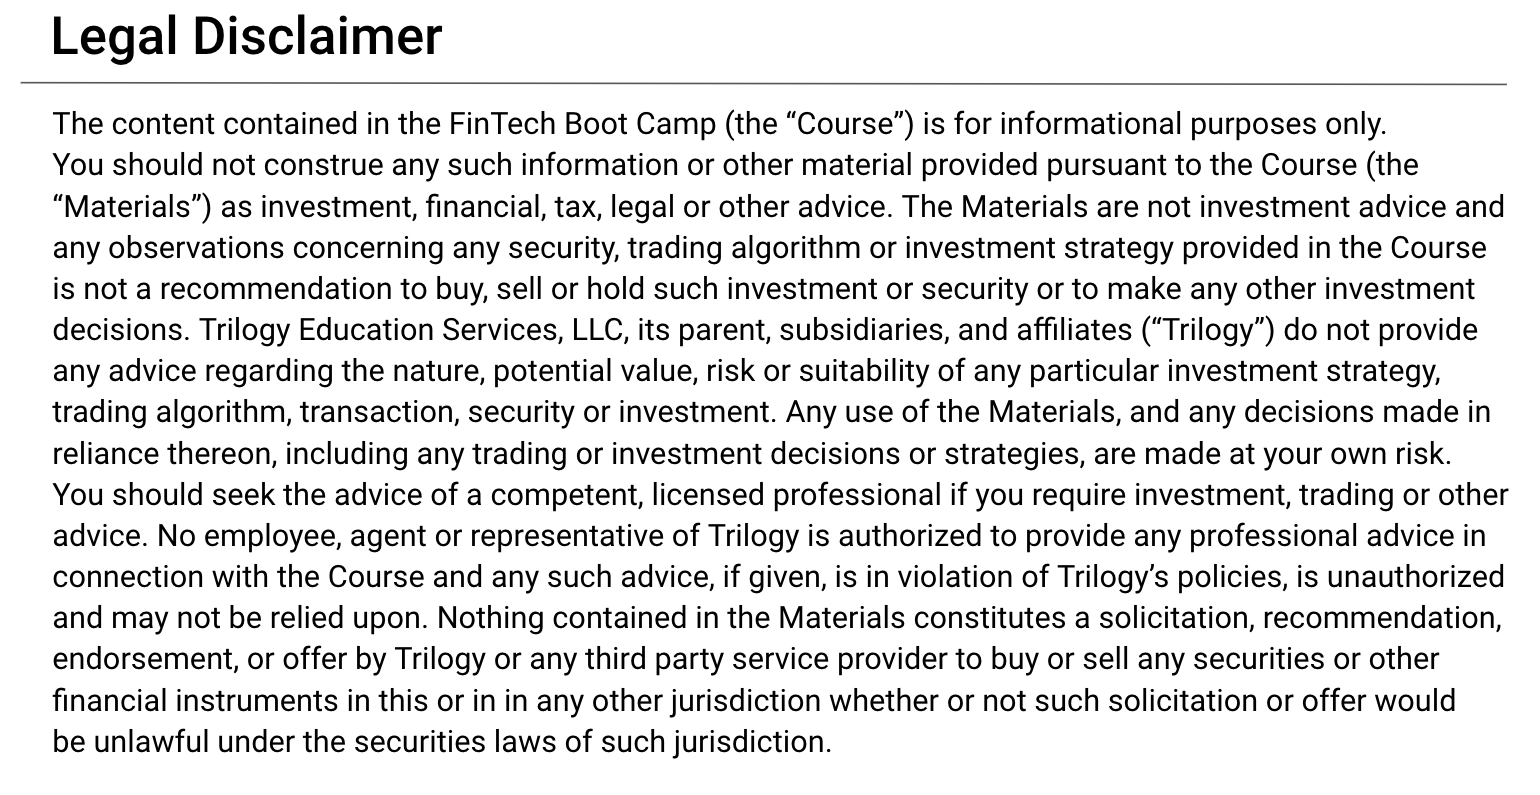 Legal Disclaimer
The content contained in the FinTech Boot Camp (the “Course”) is for informational purposes only.
You should not construe any such information or other material provided pursuant to the Course (the
“Materials”) as investment, financial, tax, legal or other advice. The Materials are not investment advice and
any observations concerning any security, trading algorithm or investment strategy provided in the Course
is not a recommendation to buy, sell or hold such investment or security or to make any other investment
decisions. Trilogy Education Services, LLC, its parent, subsidiaries, and affiliates (“Trilogy”) do not provide
any advice regarding the nature, potential value, risk or suitability of any particular investment strategy,
trading algorithm, transaction, security or investment. Any use of the Materials, and any decisions made in
reliance thereon, including any trading or investment decisions or strategies, are made at your own risk.
You should seek the advice of a competent, licensed professional if you require investment, trading or other
advice. No employee, agent or representative of Trilogy is authorized to provide any professional advice in
connection with the Course and any such advice, if given, is in violation of Trilogy’s policies, is unauthorized
and may not be relied upon. Nothing contained in the Materials constitutes a solicitation, recommendation,
endorsement, or offer by Trilogy or any third party service provider to buy or sell any securities or other
financial instruments in this or in in any other jurisdiction whether or not such solicitation or offer would
be unlawful under the securities laws of such jurisdiction.